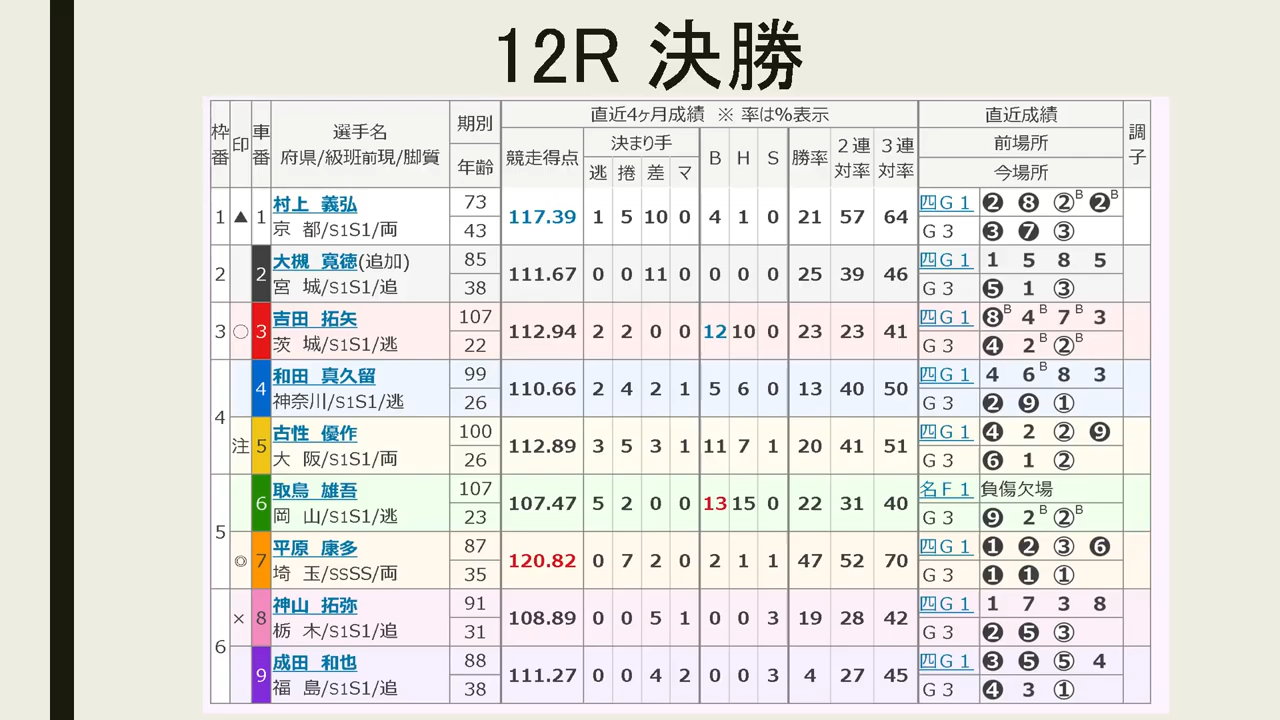 12R 決勝
枠番 印 車番 選手名 府県/級班前現/脚質 期別 年齢 直近4ヶ月成績 ※ 率は%表示 直近成績 調子
競走得点 決まり手 B H S 勝率 2連対率 3連対率 前場所
逃 捲 差 マ 今場所
1 ▲ 1 村上 義弘 73 117.39 1 5 10 0 4 1 0 21 57 64 四G1 ❷ ❽ ②B ❷B
京 都/S1S1/両 43 G3 ❸ ❼ ③
2 2 大槻 寛徳(追加) 85 111.67 0 0 11 0 0 0 0 25 39 46 四G1 1 5 8 5
宮 城/S1S1/追 38 G3 ❺ 1 ③
3 ○ 3 吉田 拓矢 107 112.94 2 2 0 0 12 10 0 23 23 41 四G1 ❽B 4B 7B 3
茨 城/S1S1/逃 22 G3 ❹ 2B ②B
4 4 和田 真久留 99 110.66 2 4 2 1 5 6 0 13 40 50 四G1 4 6B 8 3
神奈川/S1S1/逃 26 G3 ❷ ❾ ①
注 5 古性 優作 100 112.89 3 5 3 1 11 7 1 20 41 51 四G1 ❹ 2 ② ❾
大 阪/S1S1/両 26 G3 ❻ 1 ②
5 6 取鳥 雄吾 107 107.47 5 2 0 0 13 15 0 22 31 40 名F1 負傷欠場
岡 山/S1S1/逃 23 G3 ❾ 2B ②B
◎ 7 平原 康多 87 120.82 0 7 2 0 2 1 1 47 52 70 四G1 ❶ ❷ ③ ❻
埼 玉/SSSS/両 35 G3 ❶ ❶ ①
6 × 8 神山 拓弥 91 108.89 0 0 5 1 0 0 3 19 28 42 四G1 1 7 3 8
栃 木/S1S1/追 31 G3 ❷ ❺ ③
9 成田 和也 88 111.27 0 0 4 2 0 0 3 4 27 45 四G1 ❸ ❺ ⑤ 4
福 島/S1S1/追 38 G3 ❹ 3 ①